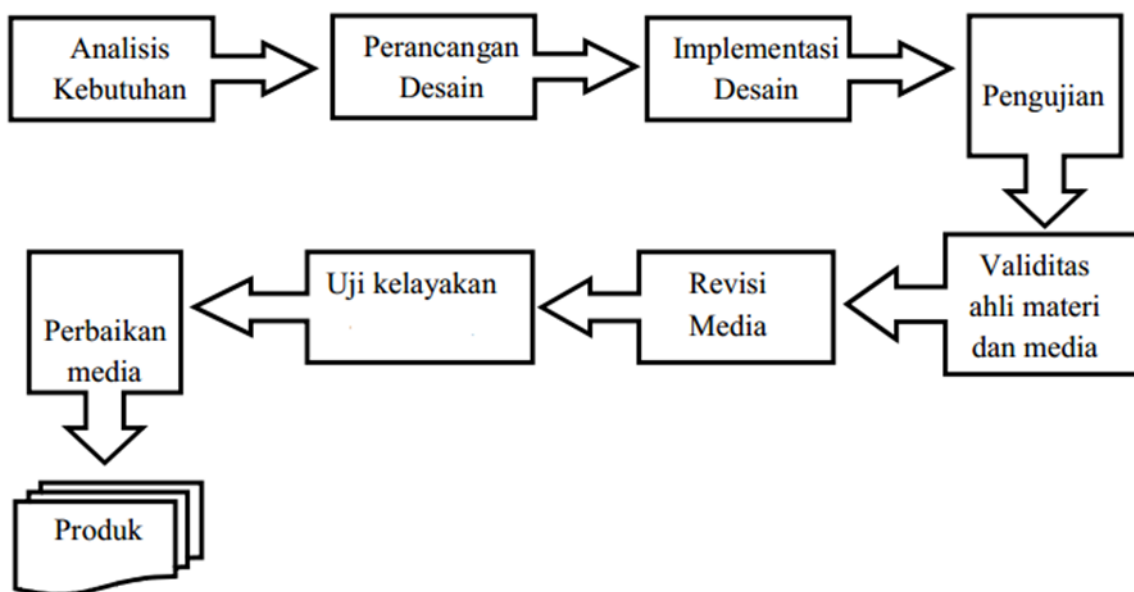 Analisis
Kebutuhan
Perancangan
Desain
Implementasi
Desain
Pengujian
Validitas
ahli materi
dan media
Revisi
Media
Uji kelayakan
Perbaikan
media
Produk